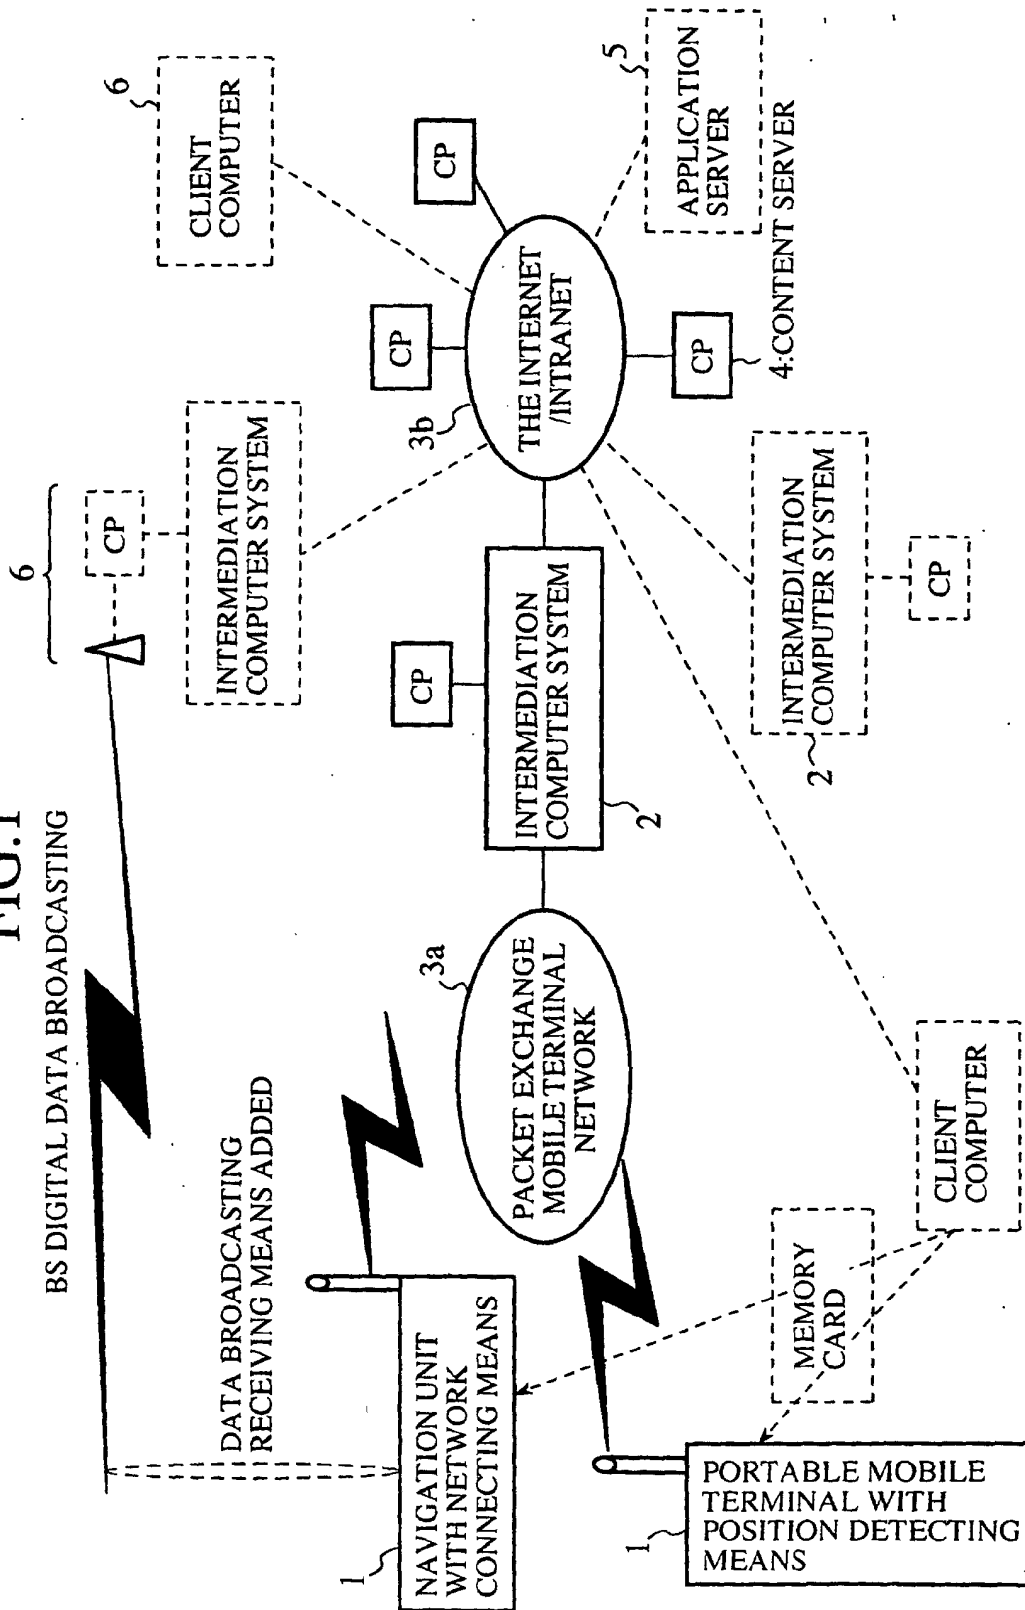 FIG.1
BS DIGITAL DATA BROADCASTING
6
CP
6
CLIENT
COMPUTER
DATA BROADCASTING
RECEIVING MEANS ADDED
INTERMEDIATION
COMPUTER SYSTEM
CP
CP
5
APPLICATION
SERVER
1
NAVIGATION UNIT
WITH NETWORK
CONNECTING MEANS
3a
PACKET EXCHANGE
MOBILE TERMINAL
NETWORK
CP
INTERMEDIATION
COMPUTER SYSTEM
2
3b
THE INTERNET
/INTRANET
CP
4:CONTENT SERVER
1
PORTABLE MOBILE
TERMINAL WITH
POSITION DETECTING
MEANS
MEMORY
CARD
CLIENT
COMPUTER
2
INTERMEDIATION
COMPUTER SYSTEM
CP